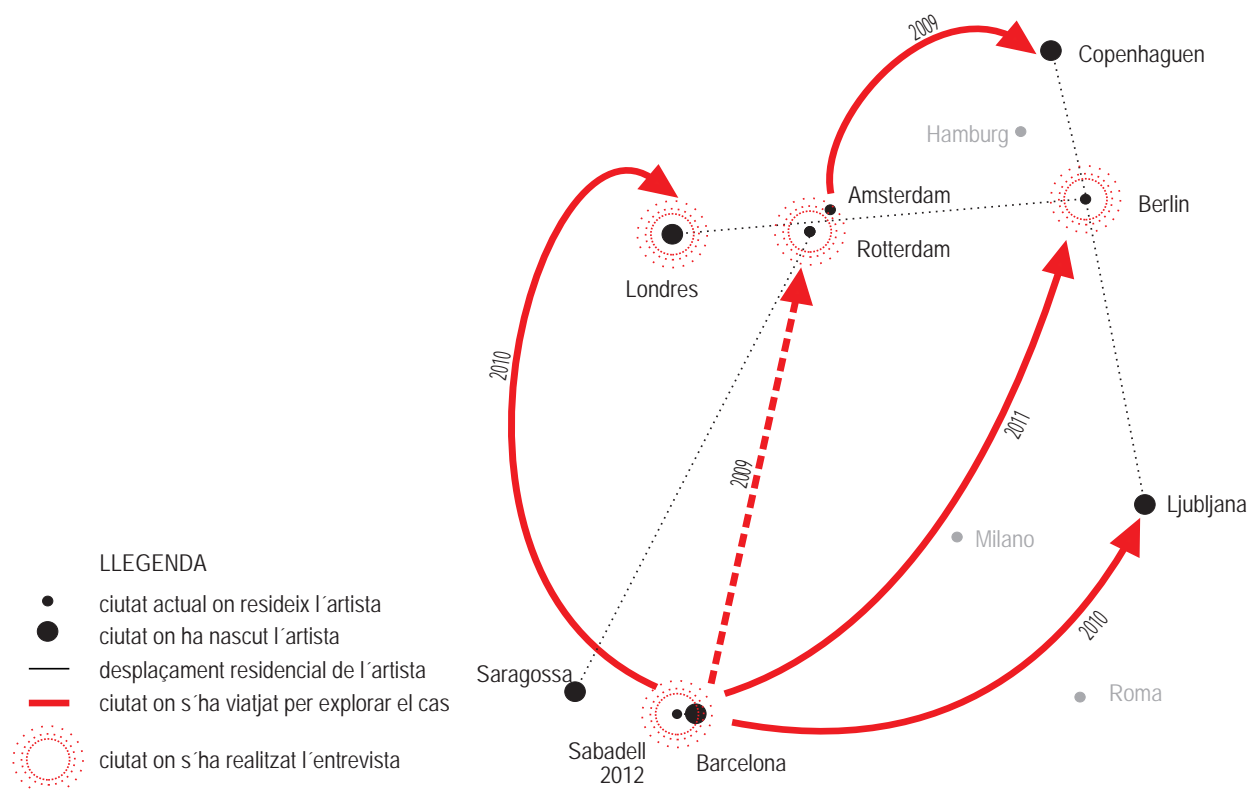 2009
Copenhaguen
Hamburg
Amsterdam
Berlin
Rotterdam
Londres
2010
2011
2009
Ljubljana
Milano
LLEGENDA
ciutat actual on resideix l´artista
ciutat on ha nascut l´artista
desplaçament residencial de l´artista
ciutat on s´ha viatjat per explorar el cas
ciutat on s´ha realitzat l´entrevista
2010
Saragossa
Roma
Sabadell
2012
Barcelona